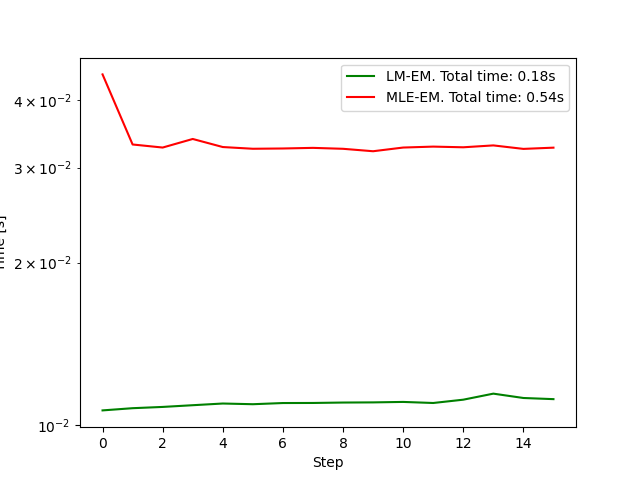 LM-EM. Total time: 0.18s
MLE-EM. Total time: 0.54s
4 × 10⁻²
3 × 10⁻²
2 × 10⁻²
10⁻²
0 2 4 6 8 10 12 14
Step
[s]